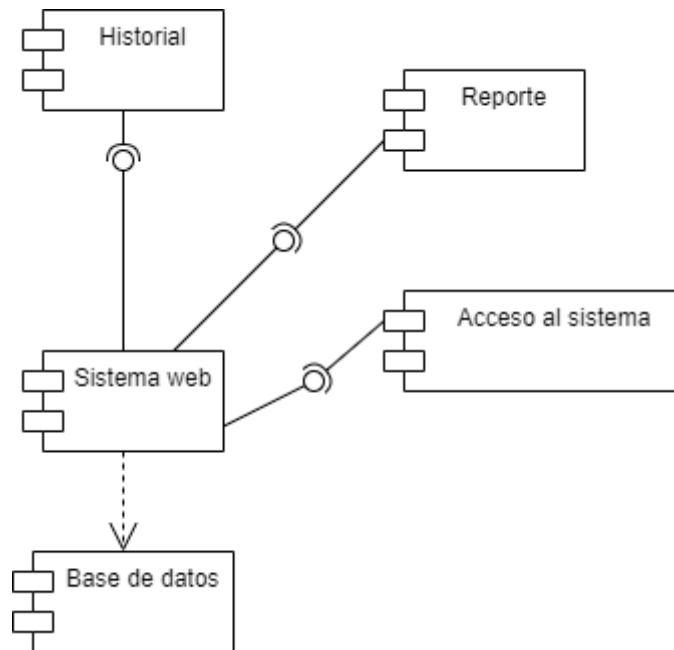 Historial
Reporte
Acceso al sistema
Sistema web
Base de datos